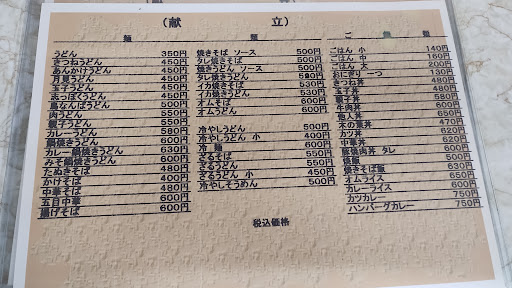 (献 立)
麺 類 ご 飯 類
うどん 350円
きつねうどん 450円
あんかけうどん 450円
月見うどん 450円
玉子うどん 450円
しっぽくうどん 450円
鳥なんばうどん 500円
肉うどん 550円
親子うどん 550円
カレーうどん 580円
鍋焼きうどん 600円
カレー鍋焼きうどん 630円
みそ鍋焼きうどん 600円
たぬきそば 480円
かけそば 400円
中華そば 480円
五目中華 600円
揚げそば 600円
焼きそば ソース 500円
タレ焼きそば 500円
焼きうどん ソース 500円
タレ焼きうどん
イカ焼きそば 530円
イカ焼きうどん 530円
オムそば 600円
オムうどん 600円
冷やしうどん 500円
冷やしうどん 小 400円
冷 麺 600円
ざるそば 550円
ざるうどん 550円
ざるうどん 小 450円
冷やしそうめん 500円
ごはん 小 140円
ごはん 中 160円
ごはん 大 200円
おにぎり 一つ 130円
きつね丼 480円
玉子丼 480円
親子丼 580円
牛肉丼 600円
他人丼 650円
木の葉丼 470円
カツ丼 620円
中華丼 620円
豚焼肉丼 タレ 630円
焼飯 500円
焼きそば飯 630円
オムライス 650円
カレーライス 600円
カツカレー 750円
ハンバーグカレー 750円
税込価格